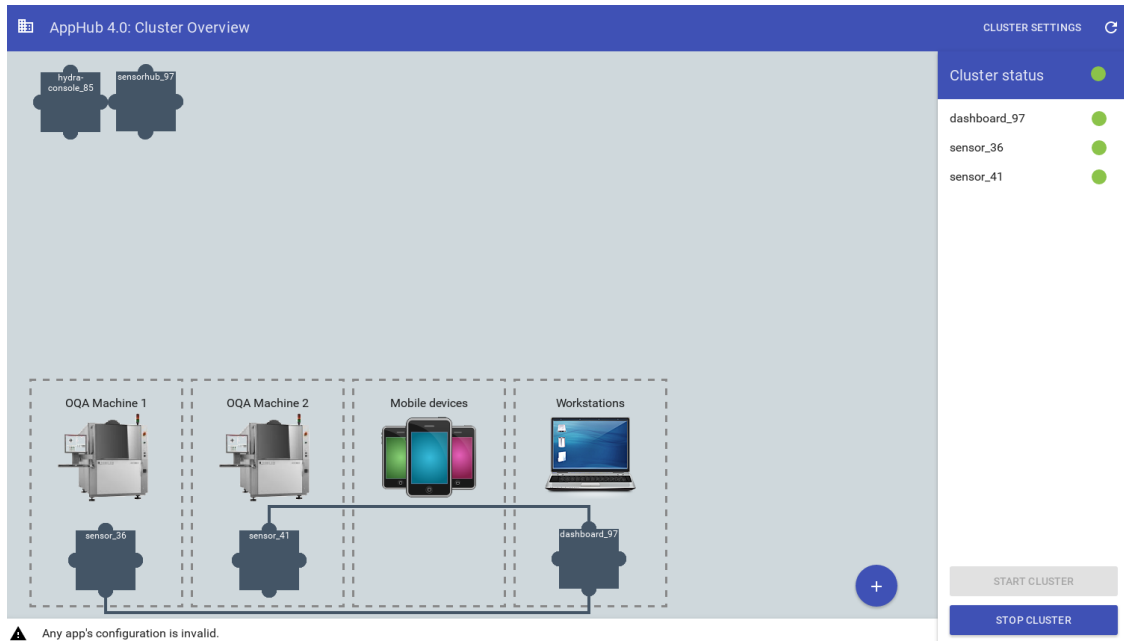 AppHub 4.0: Cluster Overview
CLUSTER SETTINGS
hydra-
console_85
sensorhub_97
Cluster status
dashboard_97
sensor_36
sensor_41
OQA Machine 1
OQA Machine 2
Mobile devices
Workstations
sensor_36
sensor_41
dashboard_97
+
START CLUSTER
STOP CLUSTER
Any app's configuration is invalid.